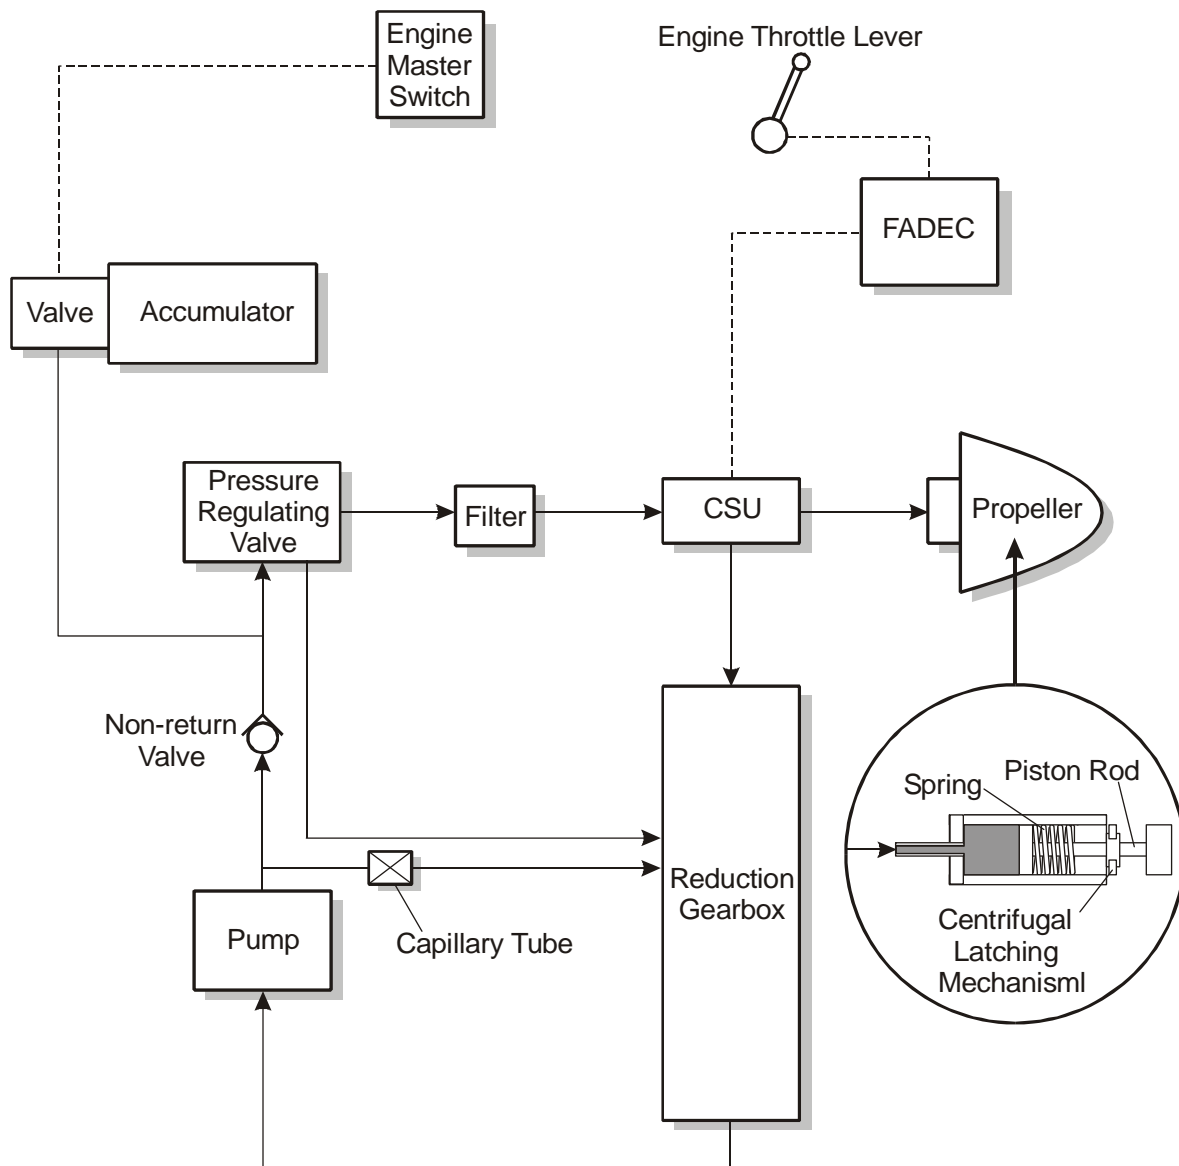 Engine
Master
Switch
Engine Throttle Lever
FADEC
Valve
Accumulator
Pressure
Regulating
Valve
Filter
CSU
Propeller
Non-return
Valve
Spring
Piston Rod
Reduction
Gearbox
Pump
Capillary Tube
Centrifugal
Latching
Mechanisml